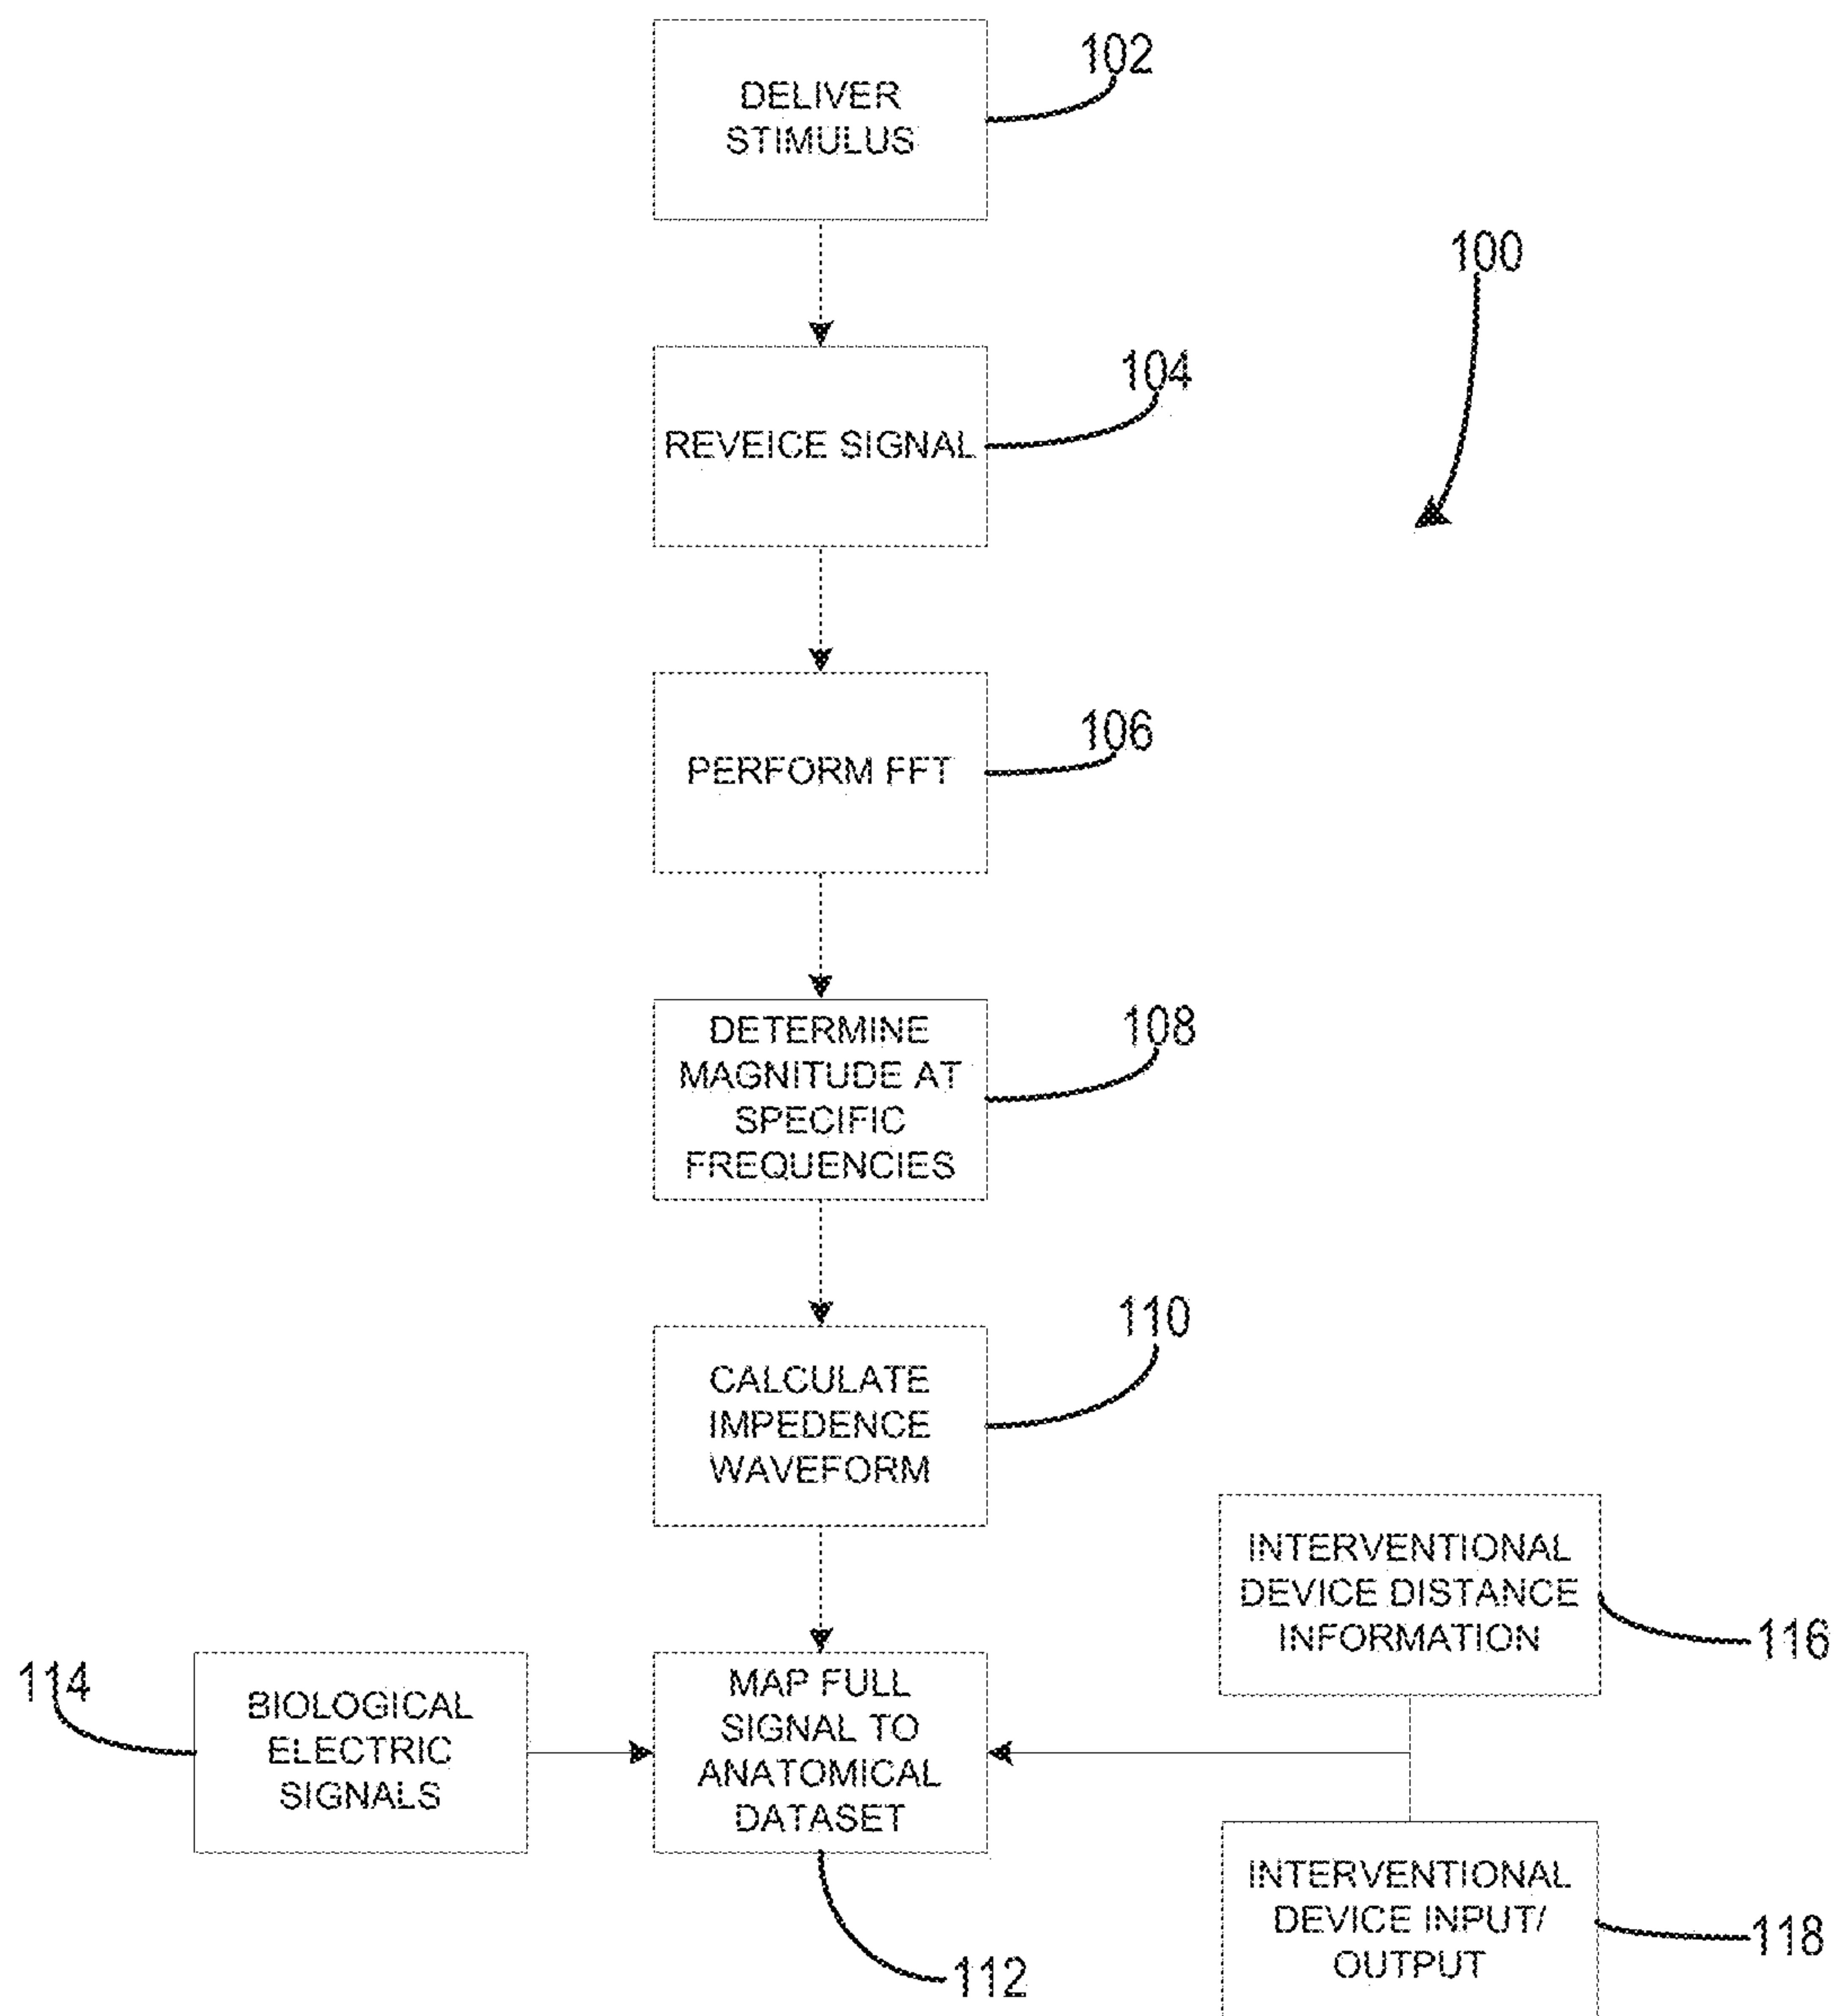 DELIVER
STIMULUS
102
100
REVEICE SIGNAL
104
PERFORM FFT
106
DETERMINE
MAGNITUDE AT
SPECIFIC
FREQUENCIES
108
CALCULATE
IMPEDENCE
WAVEFORM
110
114
BIOLOGICAL
ELECTRIC
SIGNALS
MAP FULL
SIGNAL TO
ANATOMICAL
DATASET
112
INTERVENTIONAL
DEVICE DISTANCE
INFORMATION
116
INTERVENTIONAL
DEVICE INPUT/
OUTPUT
118